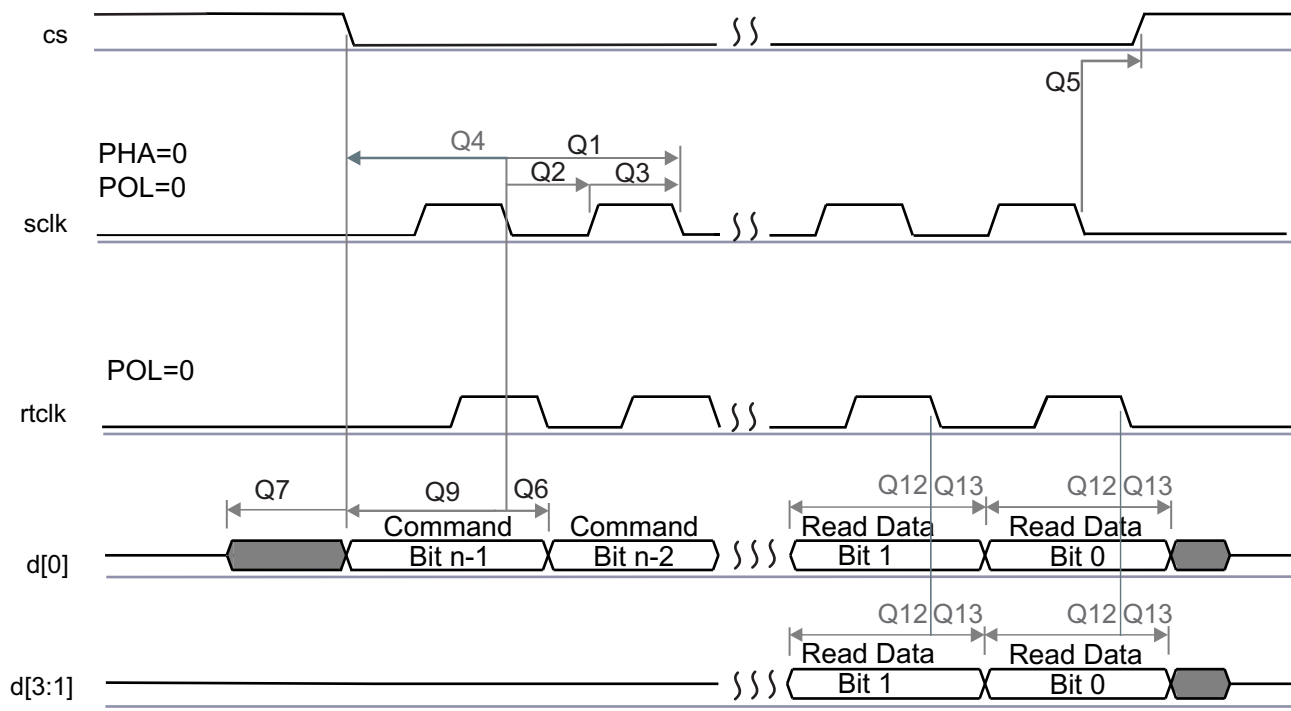 cs
Q5
PHA=0
Q4
Q1
POL=0
Q2
Q3
sclk
POL=0
rtclk
Q7
Q9
Q6
Q12
Q13
Q12
Q13
Command
Command
Read Data
Read Data
d[0]
Bit n-1
Bit n-2
Bit 1
Bit 0
Q12
Q13
Q12
Q13
Read Data
Read Data
d[3:1]
Bit 1
Bit 0